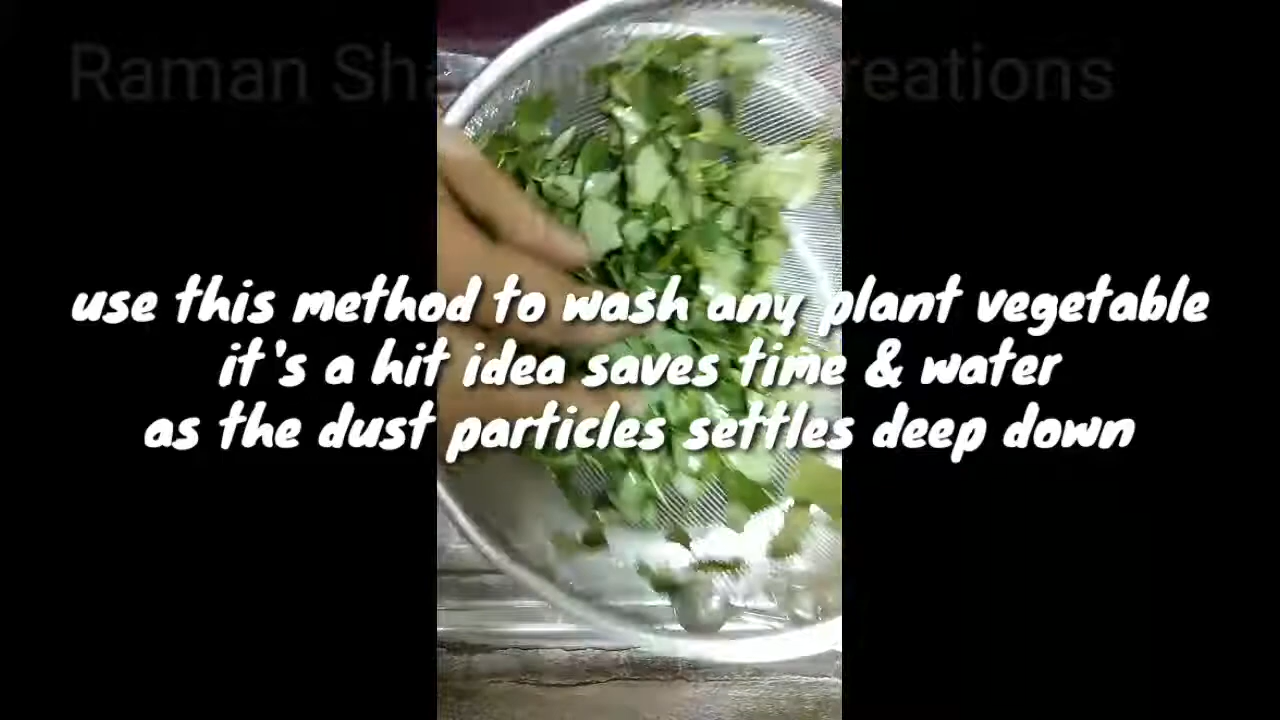 Raman
use this method to wash any plant vegetable
it's a hit idea saves time & water
as the dust particles settles deep down